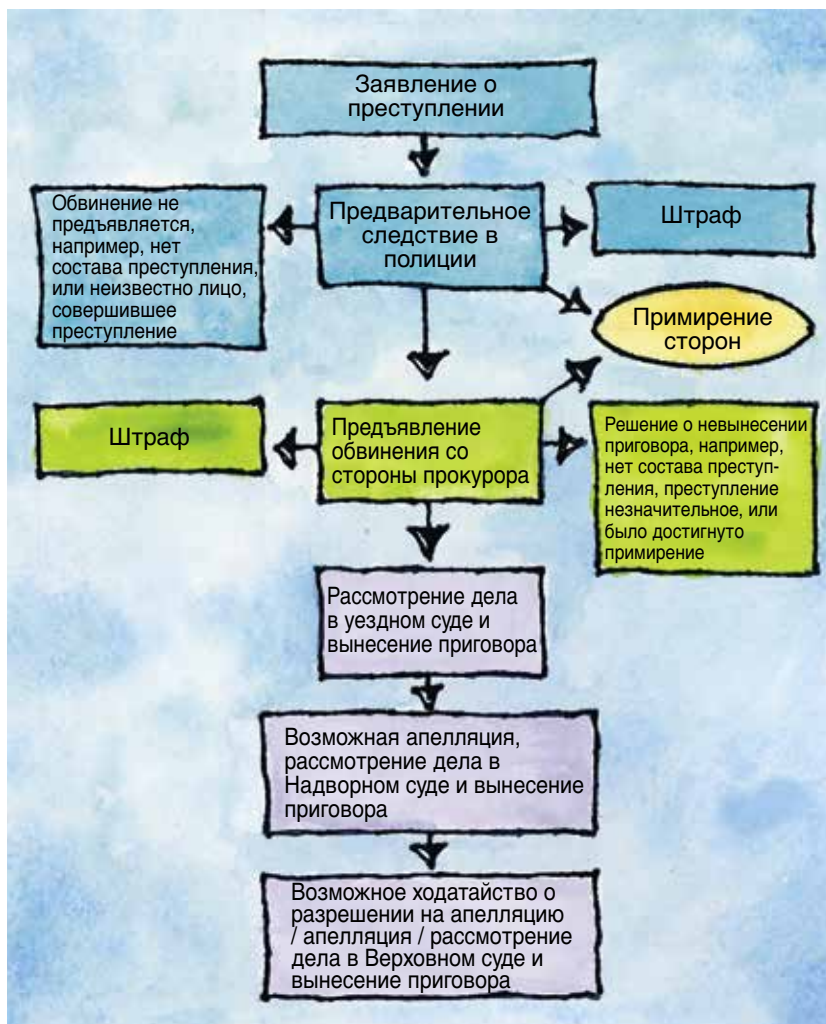 Заявление о
преступлении
Обвинение не
предъявляется,
например, нет
состава преступления,
или неизвестно лицо,
совершившее
преступление
Предварительное
следствие в
полиции
Штраф
Примирение
сторон
Штраф
Предъявление
обвинения со
стороны прокурора
Решение о невынесении
приговора, например,
нет состава преступ-
ления, преступление
незначительное, или
было достигнуто
примирение
Рассмотрение дела
в уездном суде и
вынесение приговора
Возможная апелляция,
рассмотрение дела в
Надворном суде и вынесение
приговора
Возможное ходатайство о
разрешении на апелляцию
/ апелляция / рассмотрение
дела в Верховном суде и
вынесение приговора